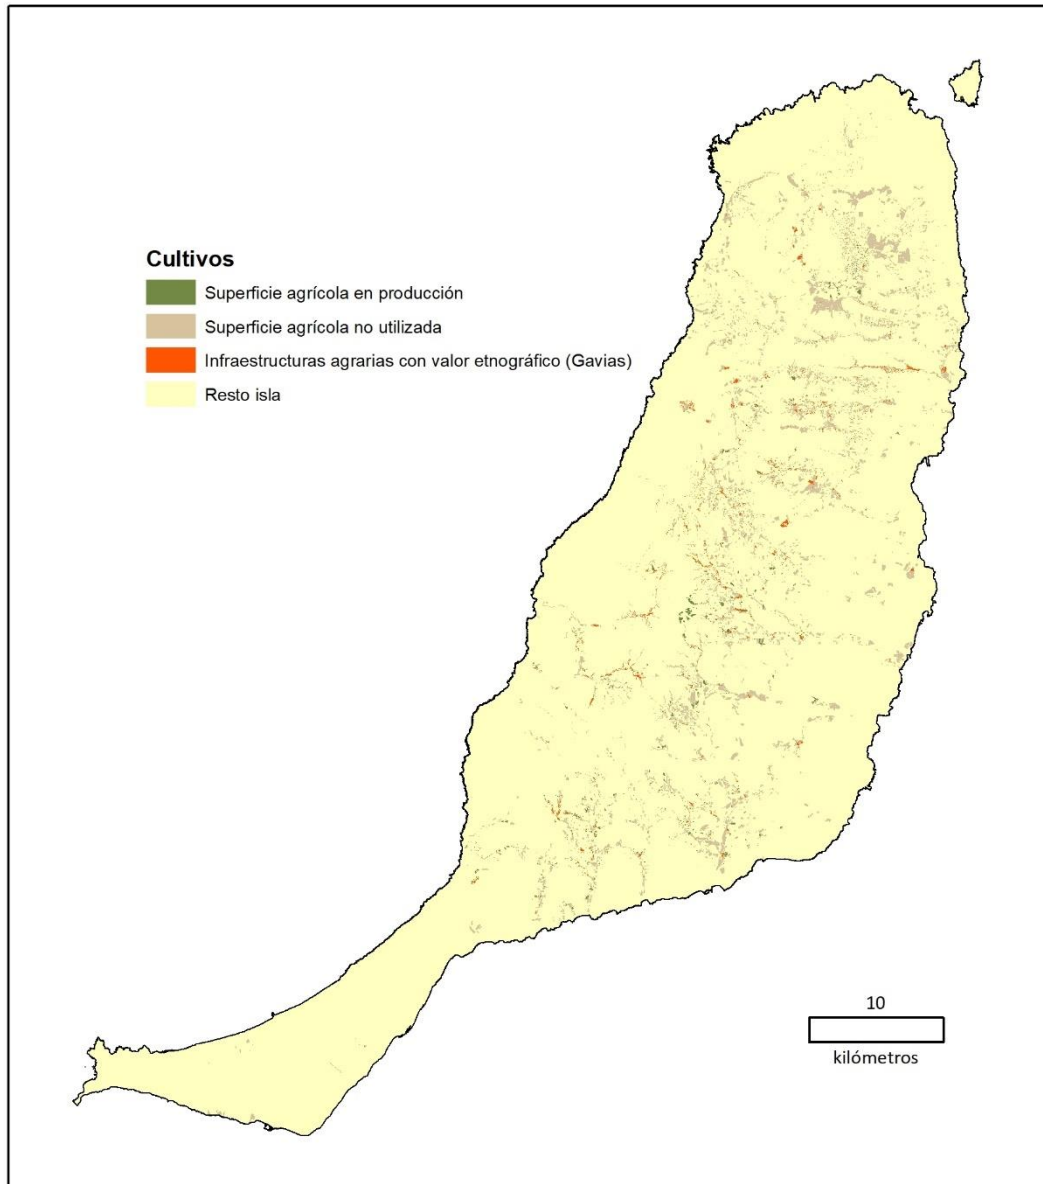 Cultivos
Superficie agrícola en producción
Superficie agrícola no utilizada
Infraestructuras agrarias con valor etnográfico (Gavias)
Resto isla
10
kilómetros